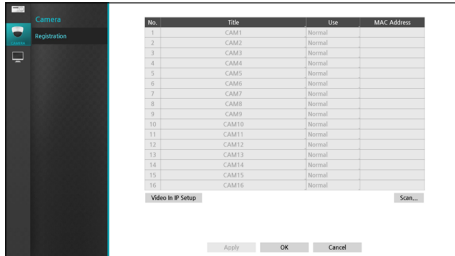 Camera
Registration
No. Title Use MAC Address
1 CAM1 Normal
2 CAM2 Normal
3 CAM3 Normal
4 CAM4 Normal
5 CAM5 Normal
6 CAM6 Normal
7 CAM7 Normal
8 CAM8 Normal
9 CAM9 Normal
10 CAM10 Normal
11 CAM11 Normal
12 CAM12 Normal
13 CAM13 Normal
14 CAM14 Normal
15 CAM15 Normal
16 CAM16 Normal
Video In IP Setup Scan...
Apply OK Cancel